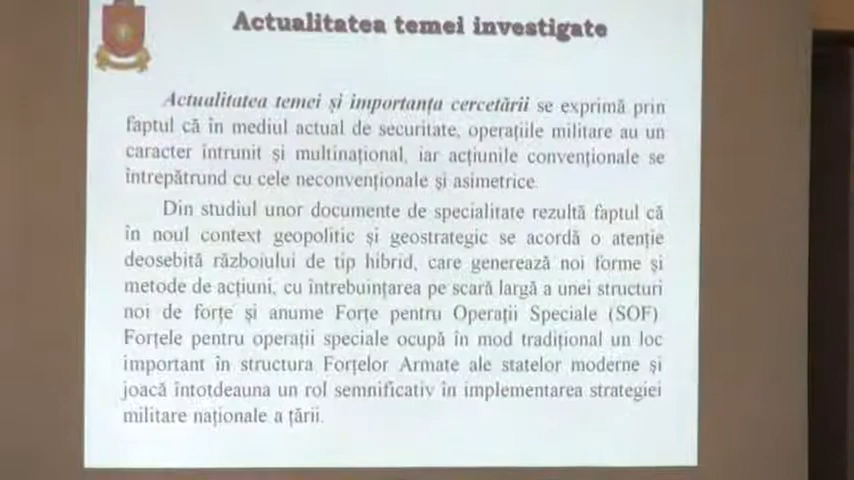 Actualitatea temei investigate
Actualitatea temei și importanța cercetării se exprimă prin
faptul că în mediul actual de securitate, operațiile militare au un
caracter întrunit și multinațional, iar acțiunile convenționale se
întrepătrund cu cele neconvenționale și asimetrice.
Din studiul unor documente de specialitate rezultă faptul că
în noul context geopolitic și geostrategic se acordă o atenție
deosebită războiului de tip hibrid, care generează noi forme și
metode de acțiuni, cu întrebuințarea pe scară largă a unei structuri
noi de forțe și anume Forțe pentru Operații Speciale (SOF).
Forțele pentru operații speciale ocupă în mod tradițional un loc
important în structura Forțelor Armate ale statelor moderne și
joacă întotdeauna un rol semnificativ în implementarea strategiei
militare naționale a țării.